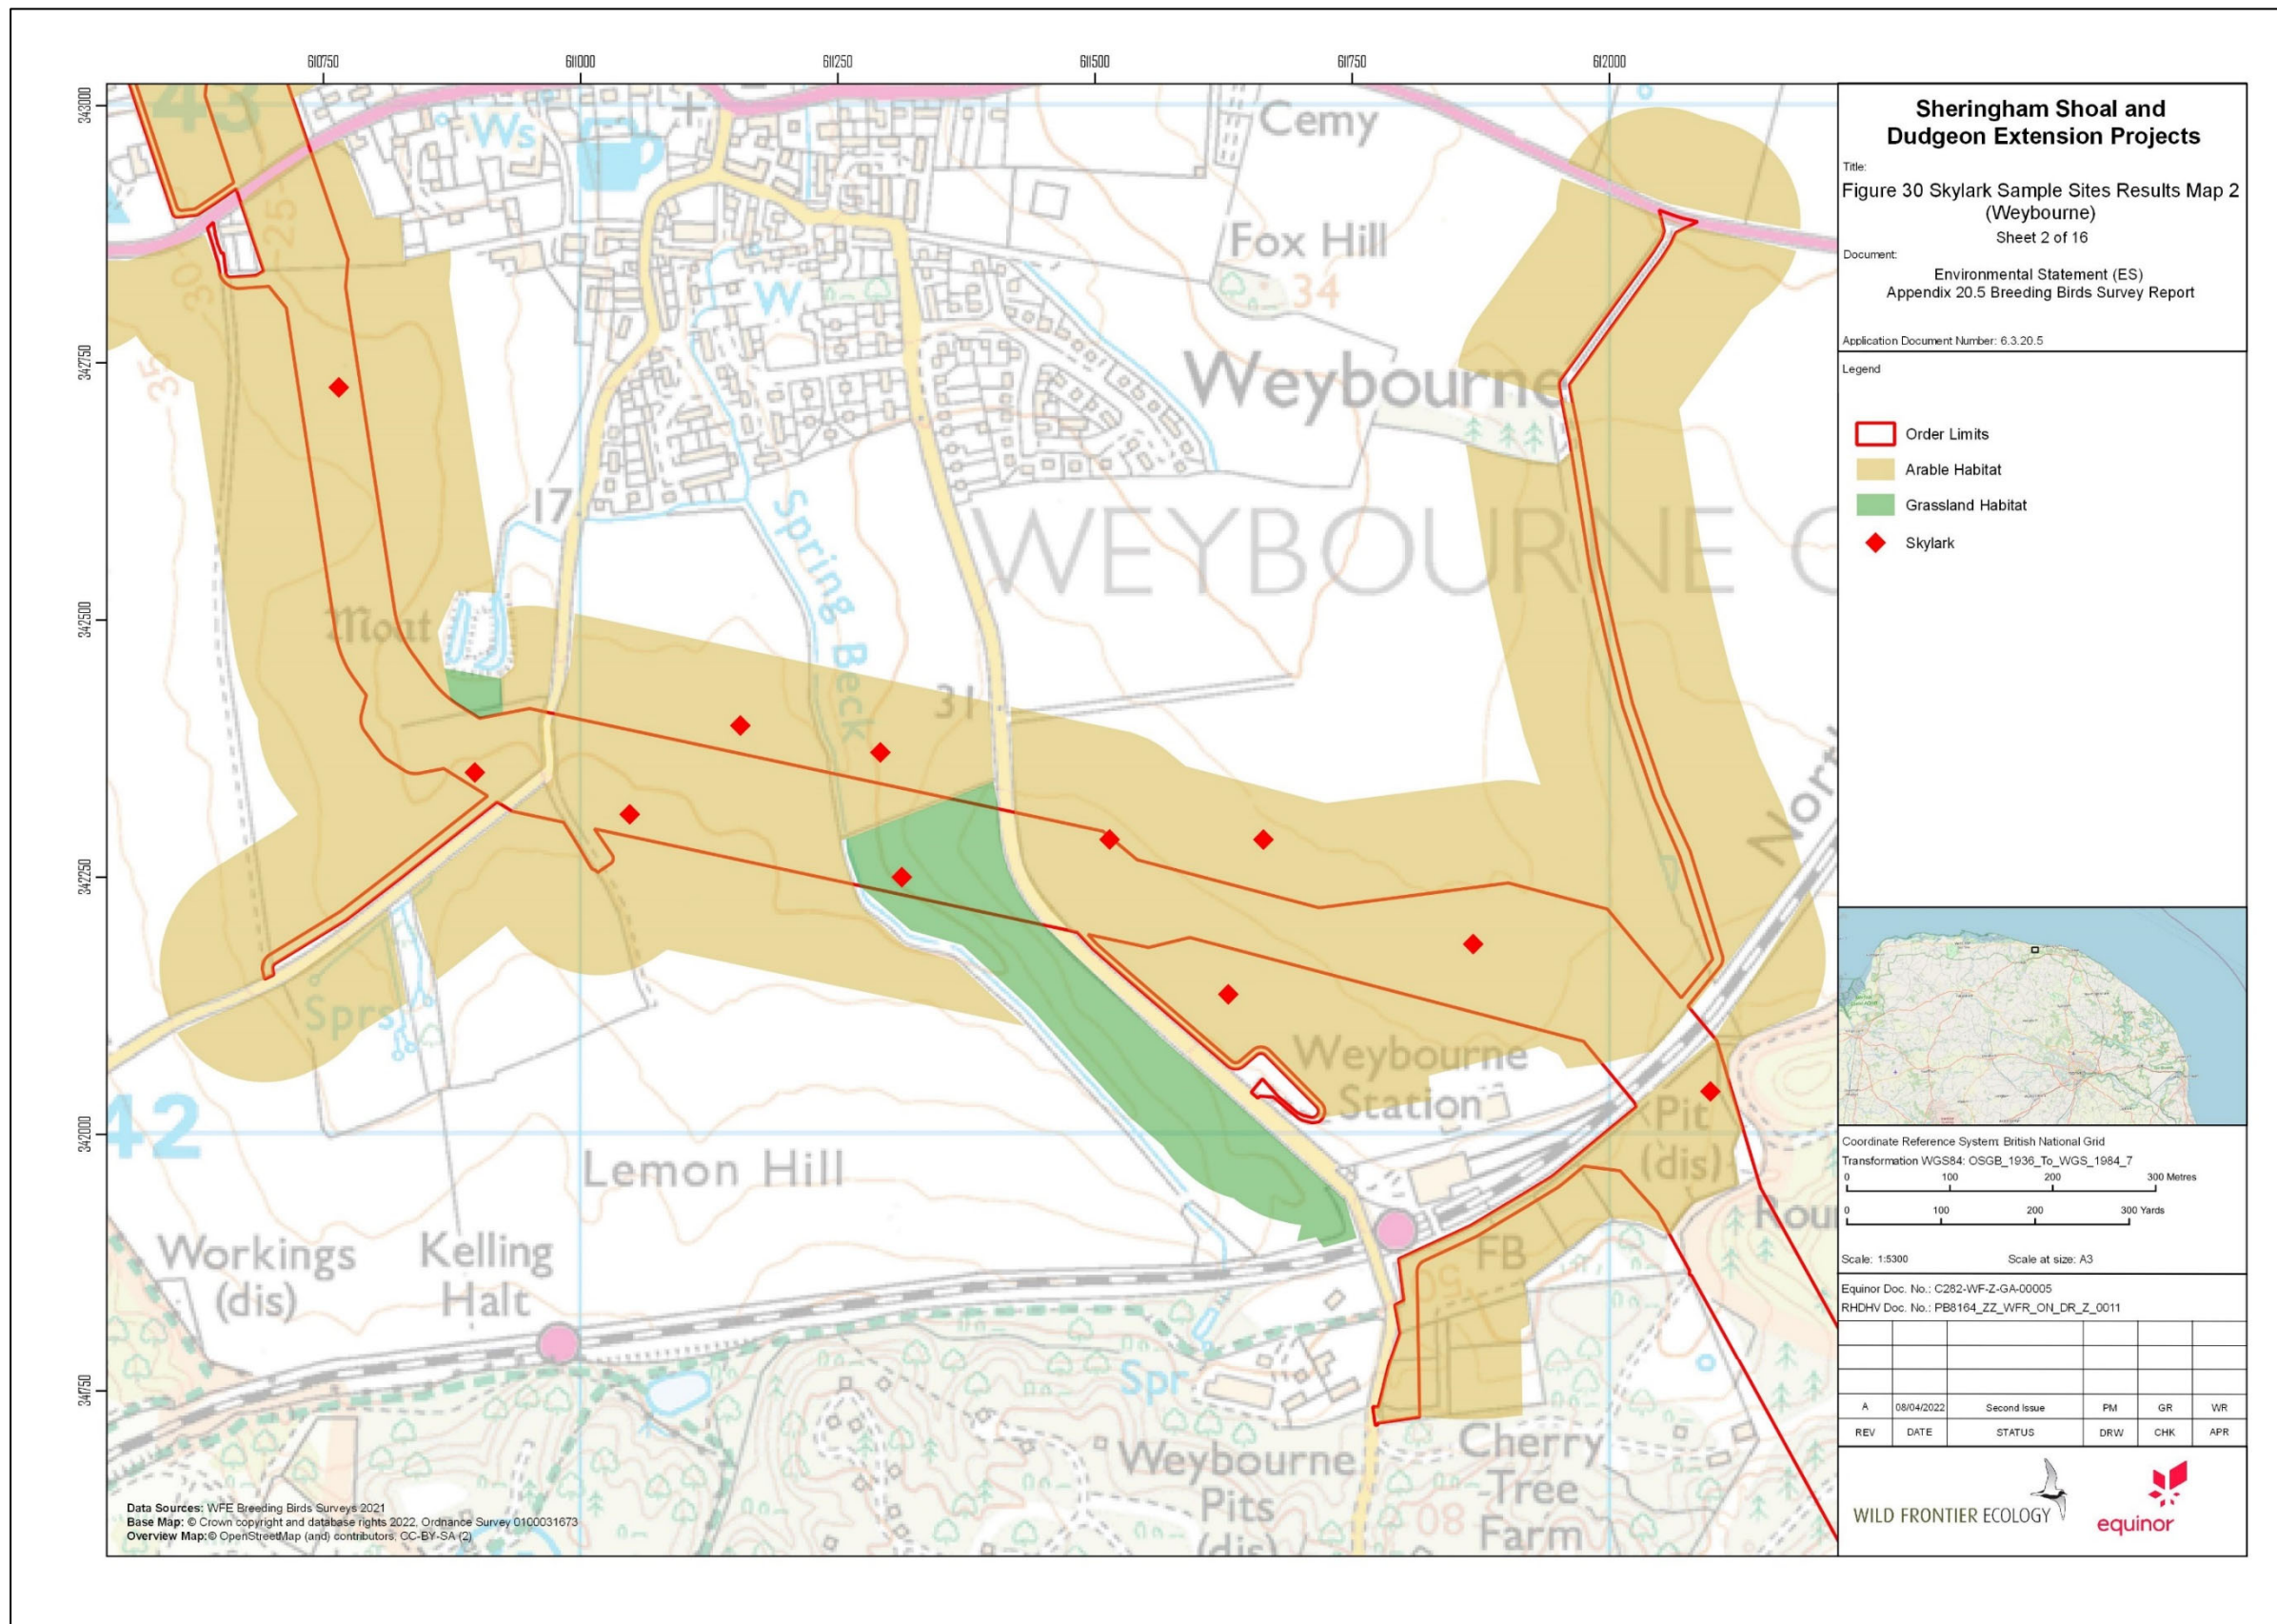 610750
611000
611250
611500
611750
612000
343000
342750
342500
342250
342000
341750
43
Ws
Cemy
25
30
35
Fox Hill
34
W
Weybourne
17
Spring Beck
WEYBOURNE C
Moat
31
Nort
Sprs
Weybourne
Station
Pit
(dis)
42
Lemon Hill
Rou
Workings
(dis)
Kelling
Halt
FB
50
Spr
Weybourne
Pits
(dis)
Cherry
Tree
Farm
80
Data Sources: WFE Breeding Birds Surveys 2021
Base Map: © Crown copyright and database rights 2022, Ordnance Survey 0100031673
Overview Map:© OpenStreetMap (and) contributors, CC-BY-SA (2)
Sheringham Shoal and
Dudgeon Extension Projects
Title:
Figure 30 Skylark Sample Sites Results Map 2
(Weybourne)
Sheet 2 of 16
Document:
Environmental Statement (ES)
Appendix 20.5 Breeding Birds Survey Report
Application Document Number: 6.3.20.5
Legend
Order Limits
Arable Habitat
Grassland Habitat
Skylark
Coordinate Reference System: British National Grid
Transformation WGS84: OSGB_1936_To_WGS_1984_7
0 100 200 300 Metres
0 100 200 300 Yards
Scale: 1:5300 Scale at size: A3
Equinor Doc. No.: C282-WF-Z-GA-00005
RHDHV Doc. No.: PB8164_ZZ_WFR_ON_DR_Z_0011
A 08/04/2022 Second Issue PM GR WR
REV DATE STATUS DRW CHK APR
WILD FRONTIER ECOLOGY
equinor